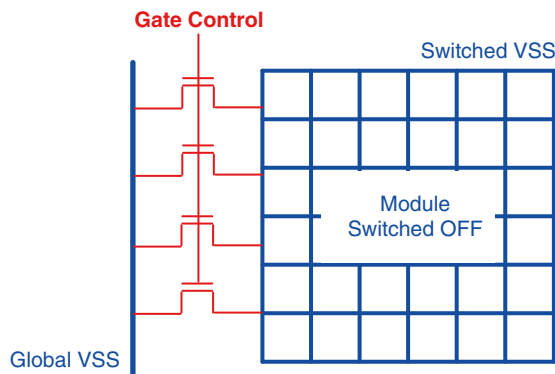 Gate Control
Switched VSS
Module
Switched OFF
Global VSS